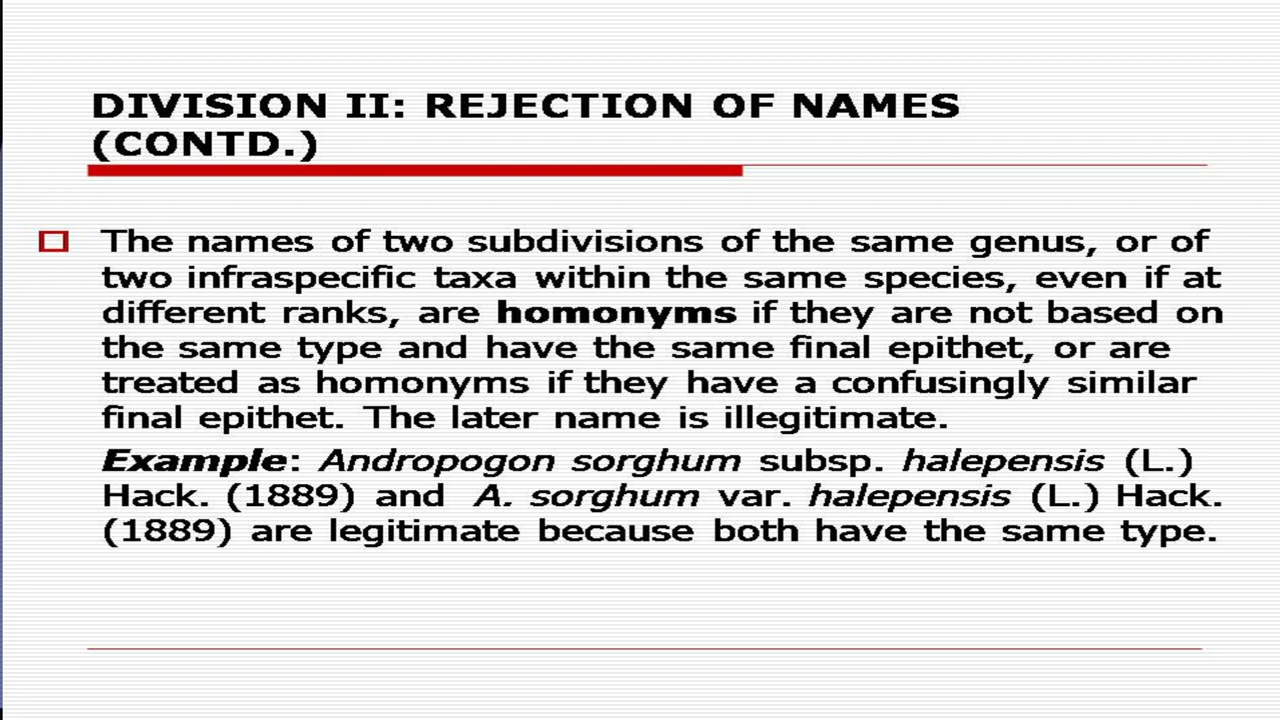 DIVISION II: REJECTION OF NAMES
(CONTD.)
The names of two subdivisions of the same genus, or of
two infraspecific taxa within the same species, even if at
different ranks, are homonyms if they are not based on
the same type and have the same final epithet, or are
treated as homonyms if they have a confusingly similar
final epithet. The later name is illegitimate.
Example: Andropogon sorghum subsp. halepensis (L.)
Hack. (1889) and A. sorghum var. halepensis (L.) Hack.
(1889) are legitimate because both have the same type.